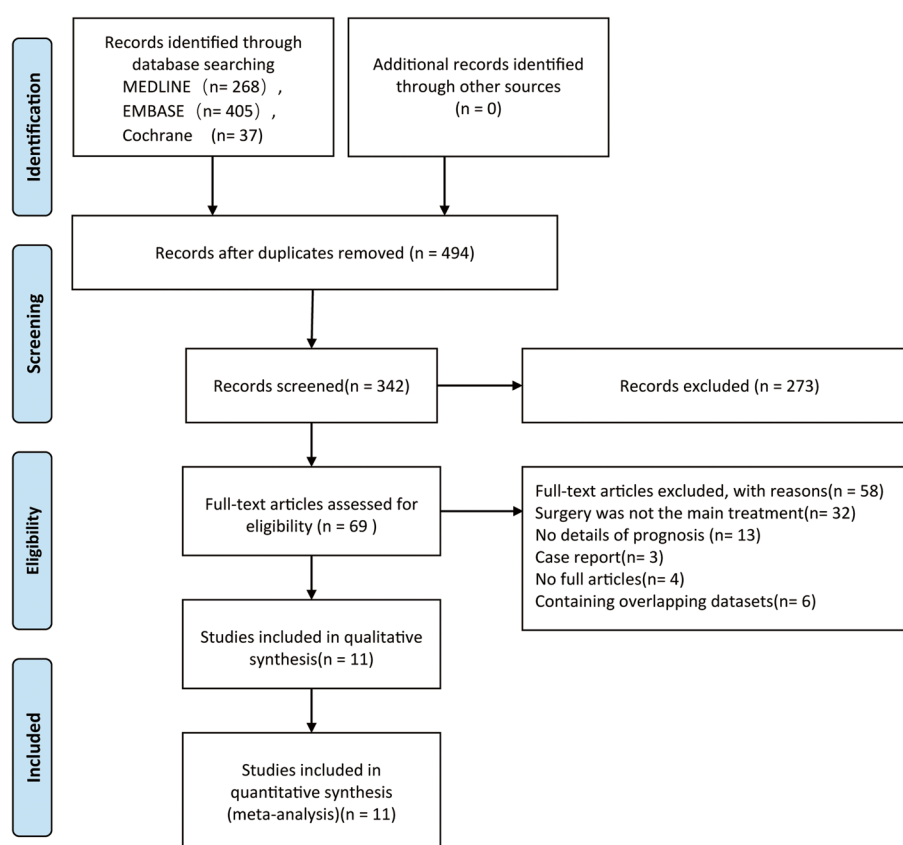 Identification
Records identified through
database searching
MEDLINE（n= 268），
EMBASE（n= 405），
Cochrane (n= 37)
Additional records identified
through other sources
(n = 0)
Screening
Records after duplicates removed (n = 494)
Records screened(n = 342)
Records excluded (n = 273)
Eligibility
Full-text articles assessed for
eligibility (n = 69 )
Full-text articles excluded, with reasons(n = 58)
Surgery was not the main treatment(n= 32)
No details of prognosis (n= 13)
Case report(n= 3)
No full articles(n= 4)
Containing overlapping datasets(n= 6)
Studies included in qualitative
synthesis(n = 11)
Included
Studies included in
quantitative synthesis
(meta-analysis)(n = 11)